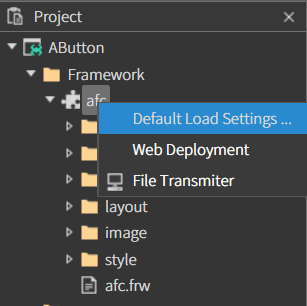 Project
AButton
Framework
afc
Default Load Settings ...
Web Deployment
File Transmiter
layout
image
style
afc.frw